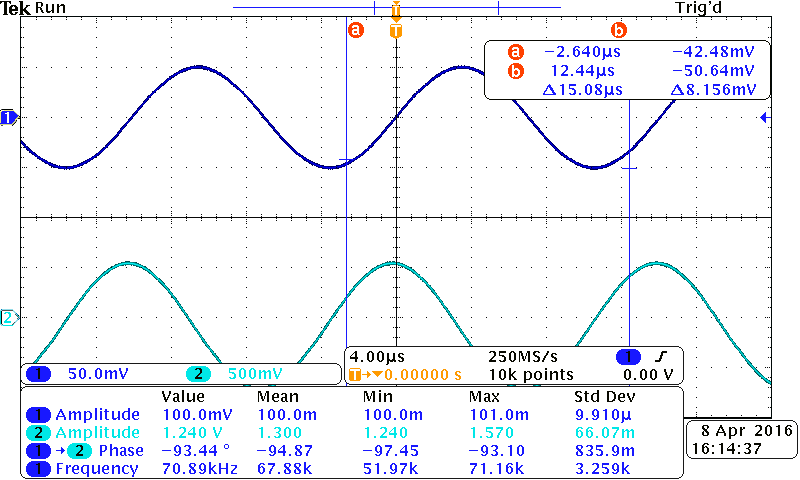 Tek Run Trig'd
T
a T b
a −2.640µs −42.48mV
b 12.44µs −50.64mV
Δ15.08µs Δ8.156mV
1
2
1 50.0mV 2 500mV
4.00µs 250MS/s 1
T→▼0.00000 s 10k points 0.00 V
Value Mean Min Max Std Dev
1 Amplitude 100.0mV 100.0m 100.0m 101.0m 9.910µ
2 Amplitude 1.240 V 1.300 1.240 1.570 66.07m
1 → 2 Phase −93.44 ° −94.87 −97.45 −93.10 835.9m
1 Frequency 70.89kHz 67.88k 51.97k 71.16k 3.259k
8 Apr 2016
16:14:37